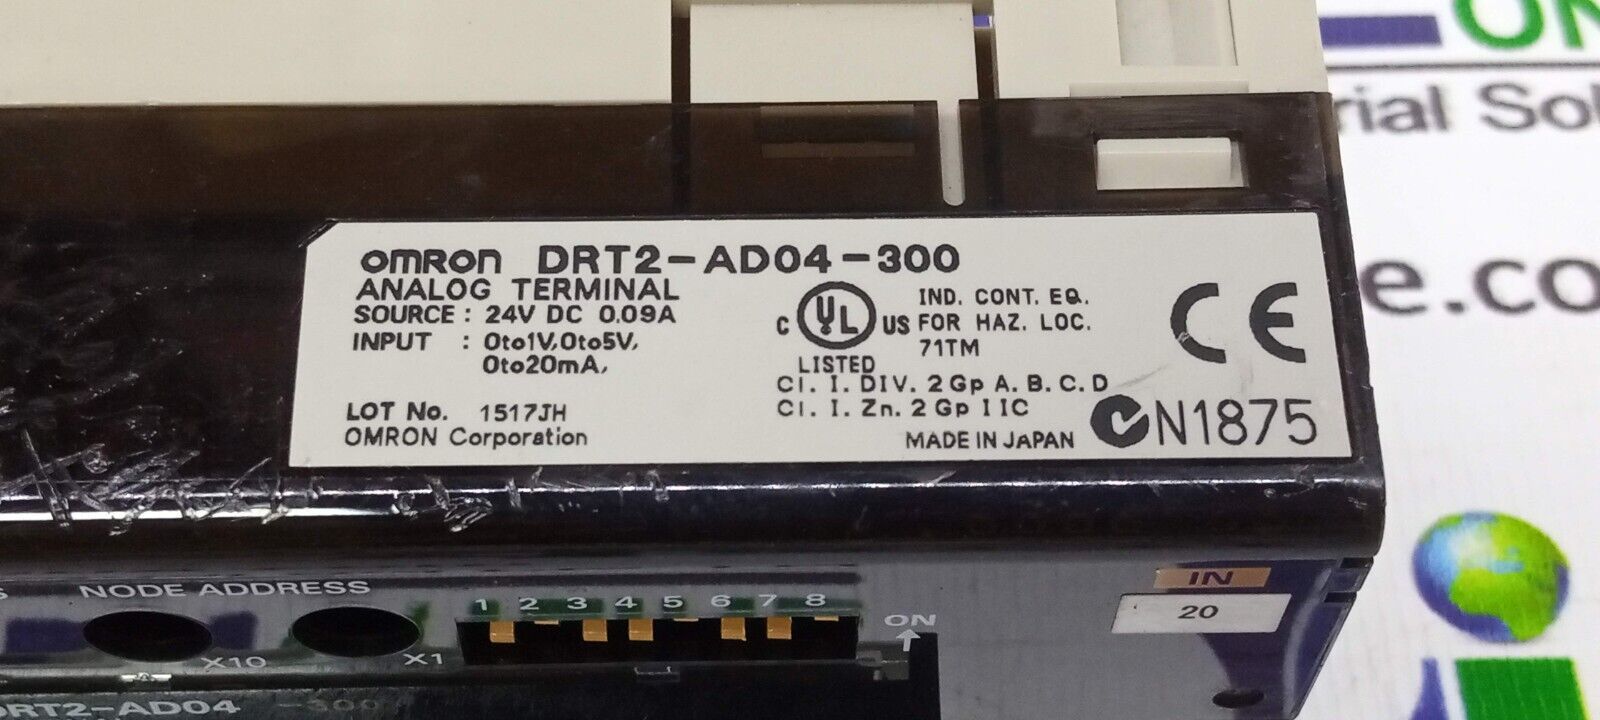 ON
rial Sol
e.co
OMRON DRT2-AD04-300
ANALOG TERMINAL
SOURCE : 24V DC 0.09A
INPUT : 0to1V,0to5V,
0to20mA,
LOT No. 1517JH
OMRON Corporation
C UL US
LISTED
IND. CONT. EQ.
FOR HAZ. LOC.
71TM
Cl. I. DIV. 2 Gp A. B. C. D
Cl. I. Zn. 2 Gp IIC
MADE IN JAPAN
CE
N1875
NODE ADDRESS
X10
X1
1 2 3 4 5 6 7 8
ON
IN
20
DRT2-AD04 -300